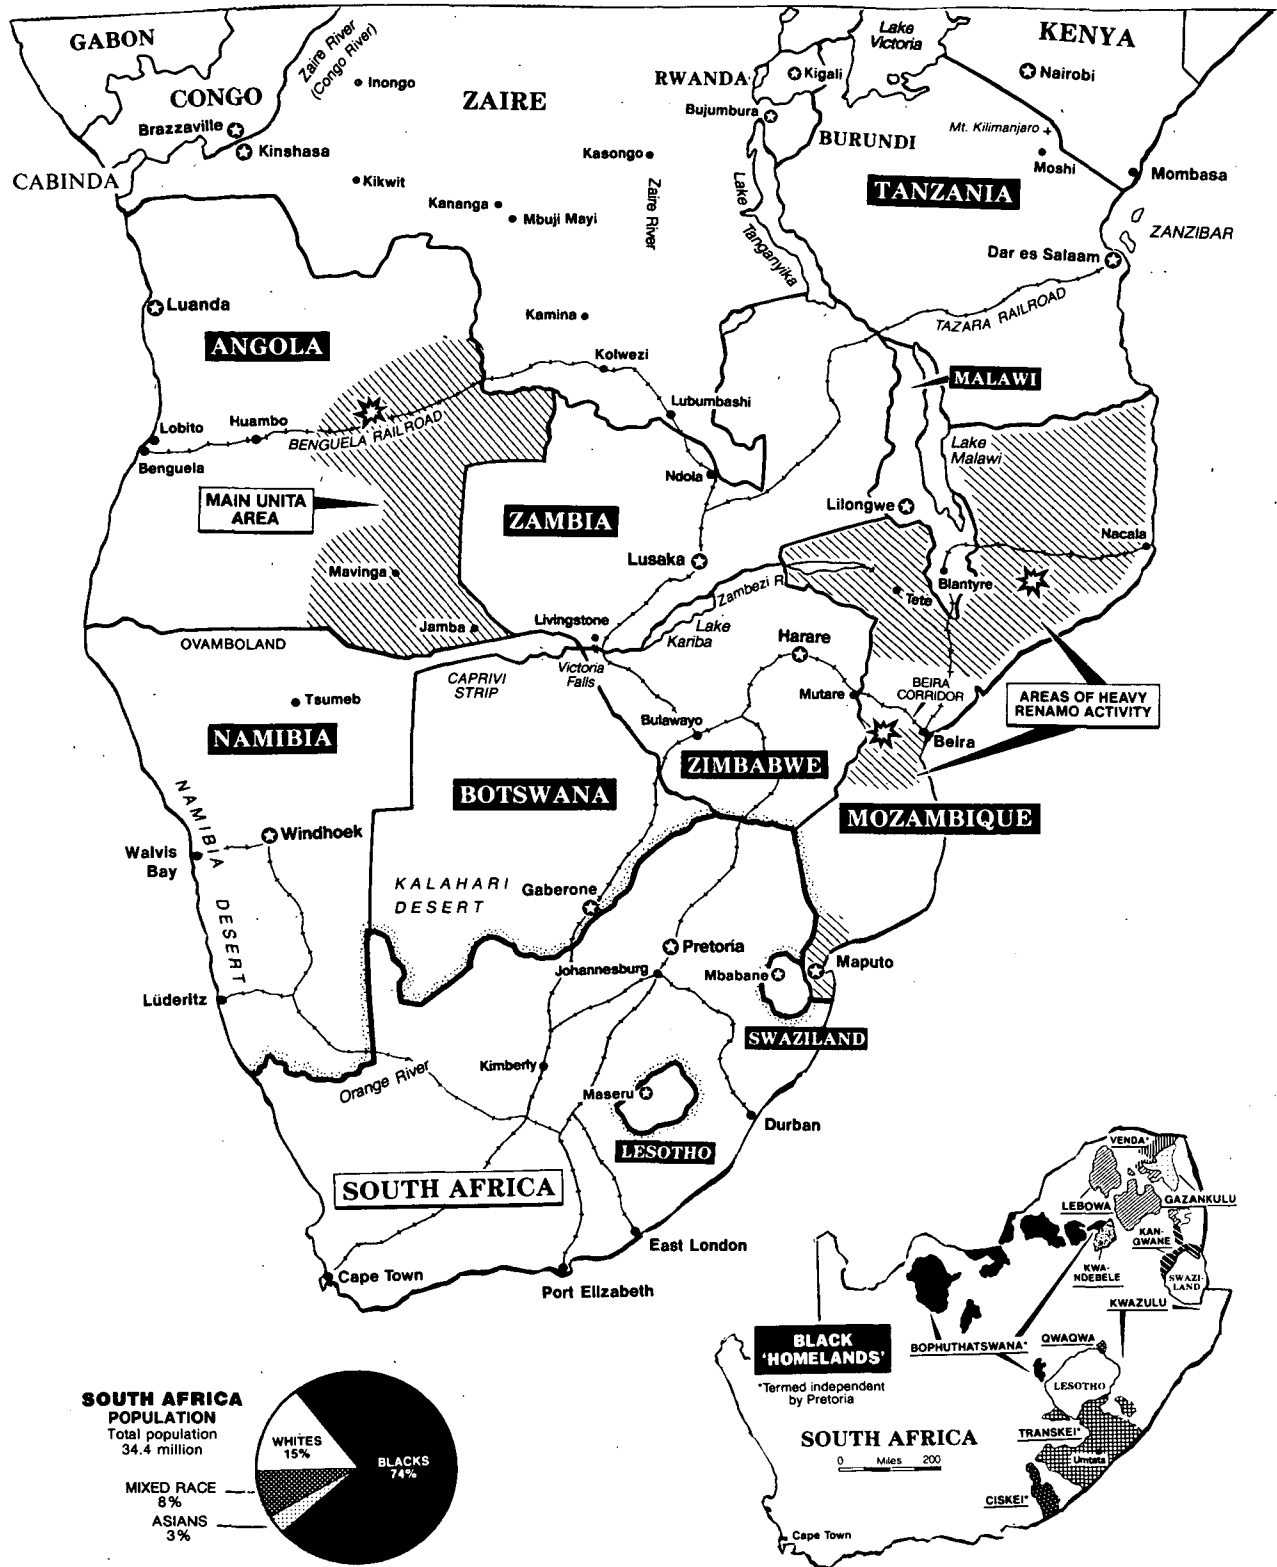 GABON
CONGO
Zaire River
(Congo River)
Inongo
ZAIRE
Lake
Victoria
KENYA
RWANDA
Kigali
Nairobi
Bujumbura
Brazzaville
Kinshasa
BURUNDI
Mt. Kilimanjaro
Moshi
Mombasa
CABINDA
Kikwit
Kasongo
Zaire River
Kananga
Mbuji Mayi
Lake Tanganyika
TANZANIA
ZANZIBAR
Dar es Salaam
Luanda
ANGOLA
Kamina
TAZARA RAILROAD
Kolwezi
MALAWI
Lubumbashi
Lobito
Huambo
BENGUELA RAILROAD
Benguela
Lake
Malawi
Ndola
MAIN UNITA
AREA
ZAMBIA
Lilongwe
Nacala
Lusaka
Mavinga
Zambezi R.
Tete
Blantyre
Jamba
Livingstone
Lake
Kariba
Harare
OVAMBOLAND
CAPRIVI
STRIP
Victoria
Falls
Tsumeb
Mutare
BEIRA
CORRIDOR
AREAS OF HEAVY
RENAMO ACTIVITY
Bulawayo
Beira
NAMIBIA
ZIMBABWE
BOTSWANA
MOZAMBIQUE
NAMIBIA DESERT
Windhoek
Walvis
Bay
KALAHARI
DESERT
Gaberone
Pretoria
Johannesburg
Mbabane
Maputo
Lüderitz
SWAZILAND
Orange River
Kimberly
Maseru
Durban
LESOTHO
SOUTH AFRICA
East London
Cape Town
Port Elizabeth
VENDA*
LEBOWA
GAZANKULU
KAN-
GWANE
KWA-
NDEBELE
SWAZI-
LAND
KWAZULU
BLACK
'HOMELANDS'
*Termed independent
by Pretoria
BOPHUTHATSWANA*
QWAQWA
LESOTHO
SOUTH AFRICA
0 Miles 200
TRANSKEI*
Umtata
CISKEI*
Cape Town
SOUTH AFRICA
POPULATION
Total population
34.4 million
WHITES
15%
BLACKS
74%
MIXED RACE
8%
ASIANS
3%